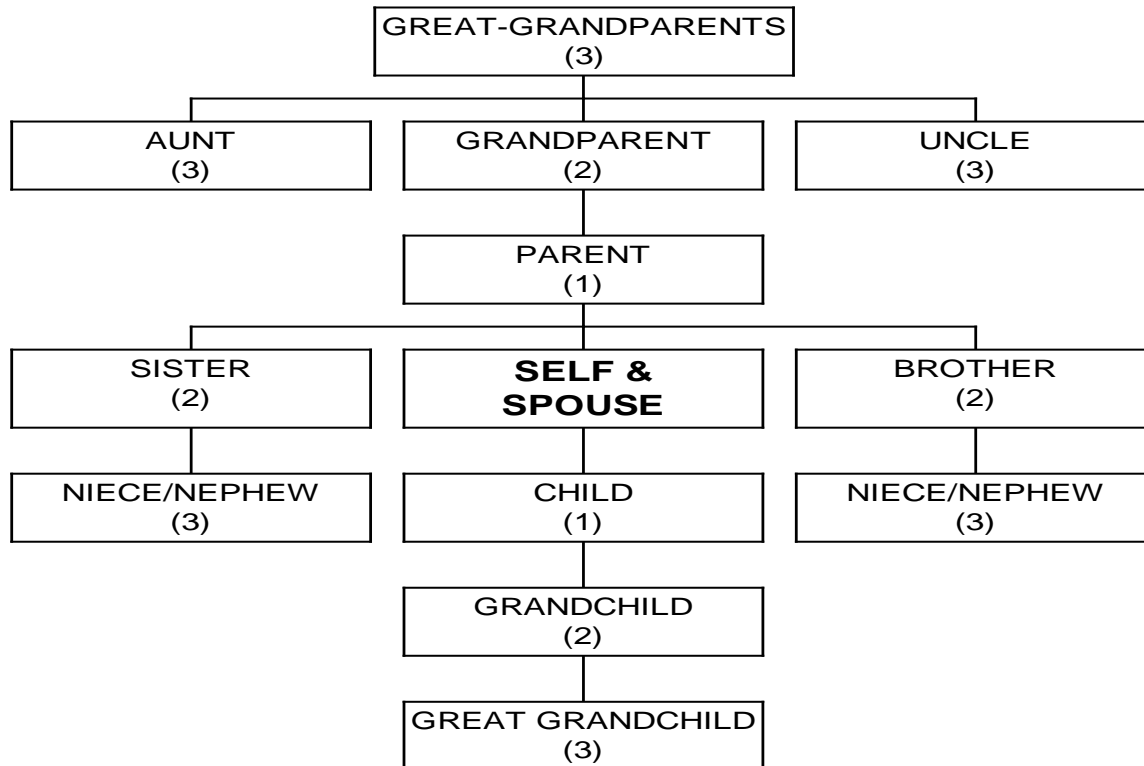 GREAT-GRANDPARENTS
(3)
AUNT
(3)
GRANDPARENT
(2)
UNCLE
(3)
PARENT
(1)
SISTER
(2)
SELF &
SPOUSE
BROTHER
(2)
NIECE/NEPHEW
(3)
CHILD
(1)
NIECE/NEPHEW
(3)
GRANDCHILD
(2)
GREAT GRANDCHILD
(3)